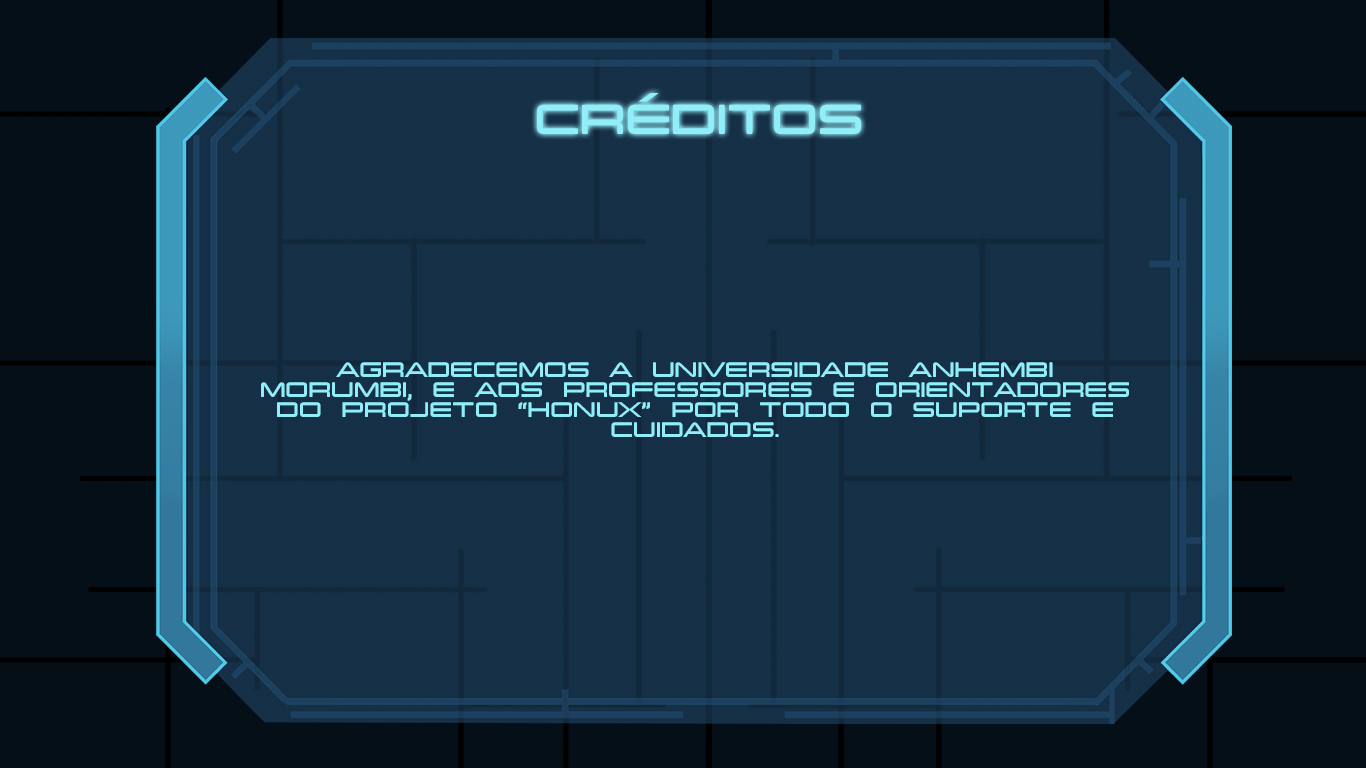 CRÉDITOS
AGRADECEMOS A UNIVERSIDADE ANHEMBI
MORUMBI, E AOS PROFESSORES E ORIENTADORES
DO PROJETO “HONUX” POR TODO O SUPORTE E
CUIDADOS.